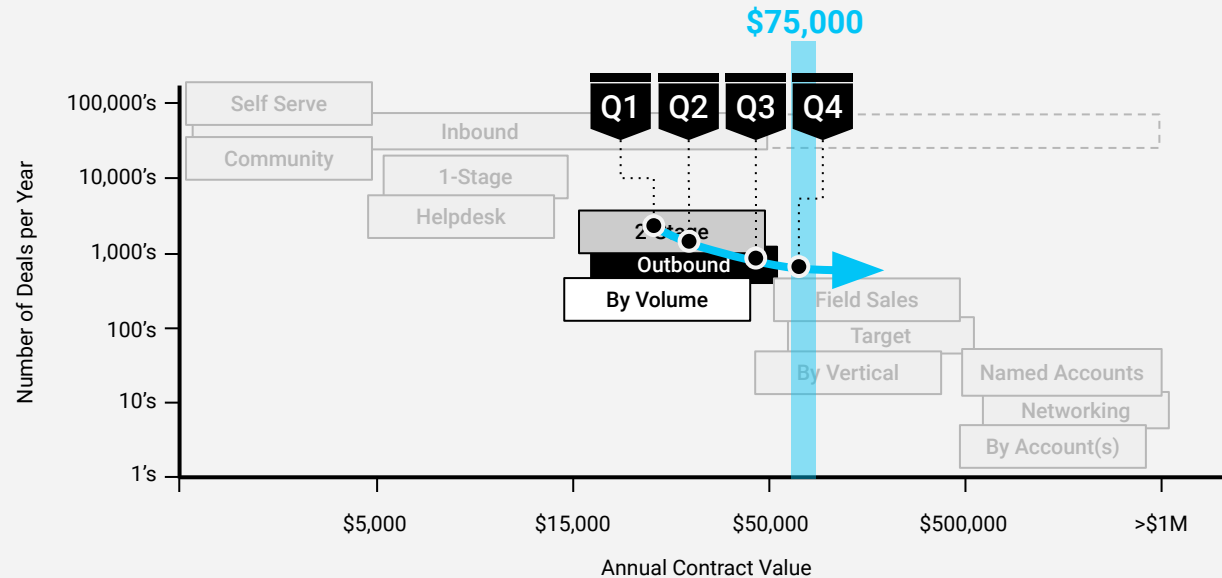 $75,000
100,000's
Self Serve
Q1
Q2
Q3
Q4
Inbound
Community
10,000's
1-Stage
Helpdesk
2-Stage
1,000's
Outbound
By Volume
Field Sales
100's
Target
By Vertical
Named Accounts
10's
Networking
By Account(s)
1's
Number of Deals per Year
$5,000
$15,000
$50,000
$500,000
>$1M
Annual Contract Value